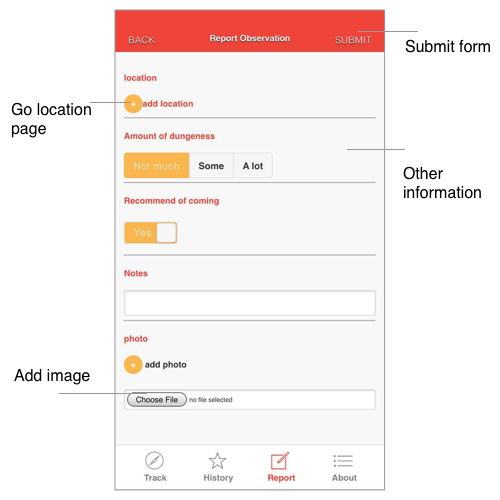 BACK
Report Observation
SUBMIT
Submit form
location
+ add location
Go location
page
Amount of dungeness
Not much
Some
A lot
Other
information
Recommend of coming
Yes
Notes
photo
+ add photo
Add image
Choose File
no file selected
Track
History
Report
About